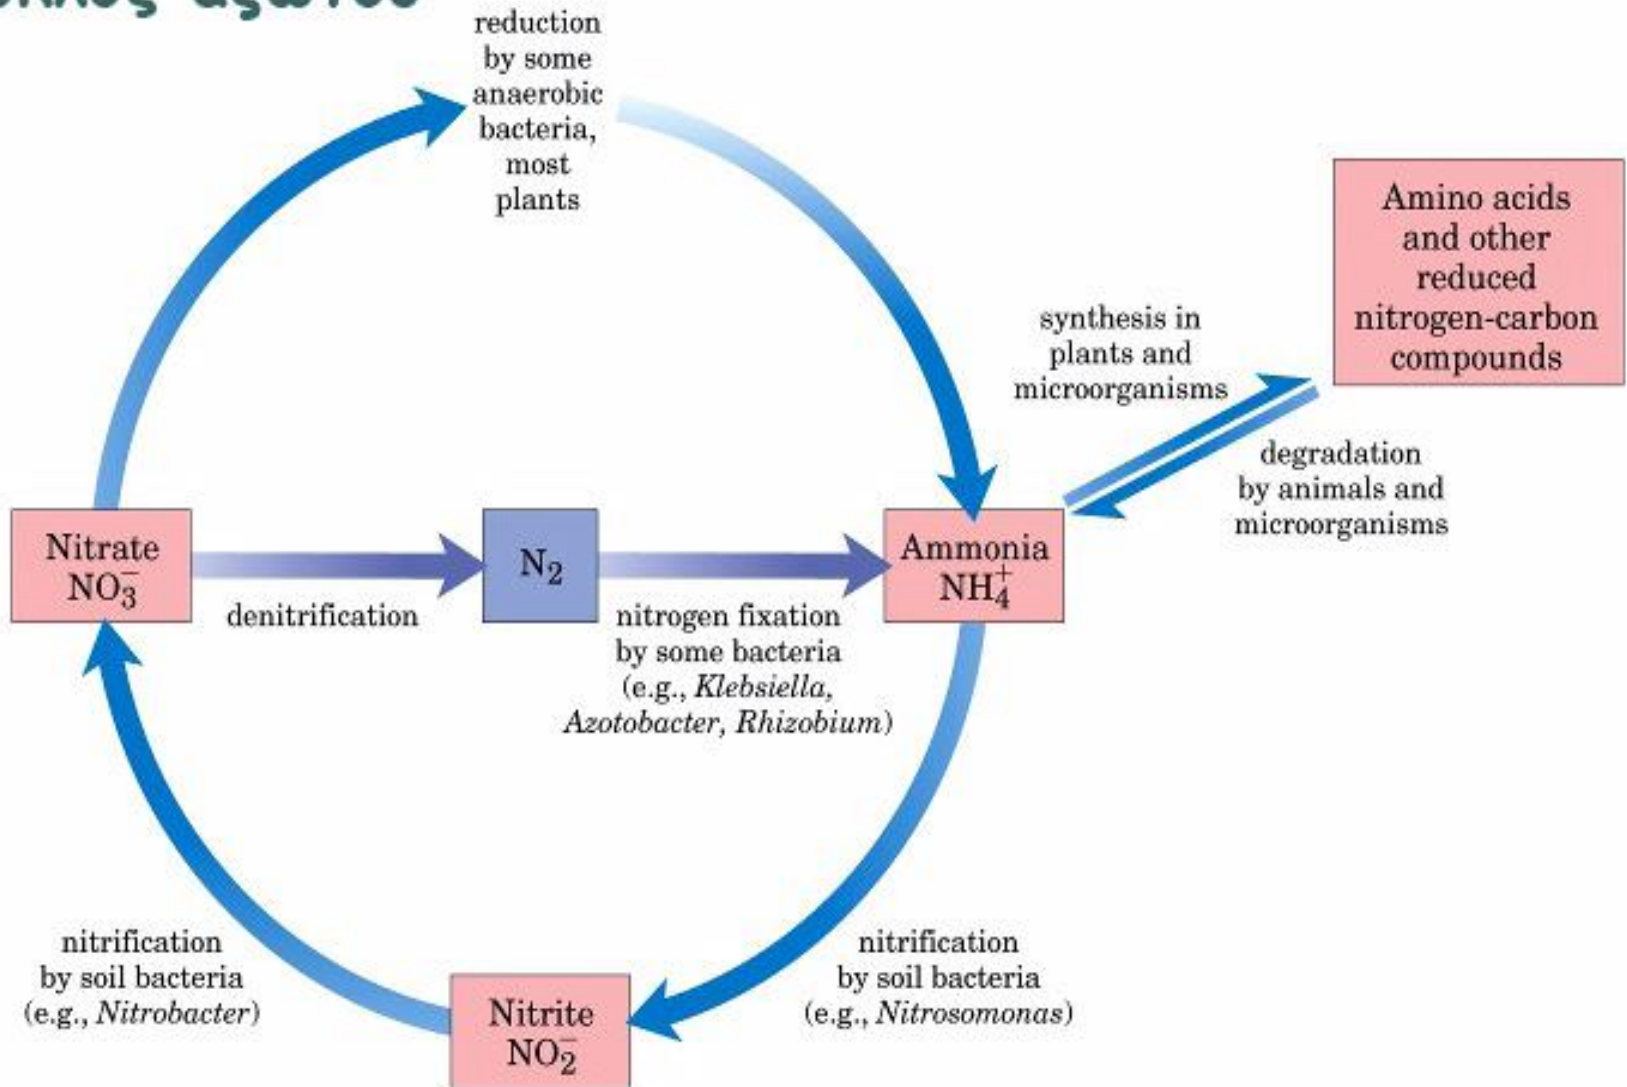 αζωτου
reduction
by some
anaerobic
bacteria,
most
plants
Amino acids
and other
reduced
nitrogen-carbon
compounds
synthesis in
plants and
microorganisms
degradation
by animals and
microorganisms
Nitrate
NO₃⁻
denitrification
N₂
nitrogen fixation
by some bacteria
(e.g., Klebsiella,
Azotobacter, Rhizobium)
Ammonia
NH₄⁺
nitrification
by soil bacteria
(e.g., Nitrobacter)
Nitrite
NO₂⁻
nitrification
by soil bacteria
(e.g., Nitrosomonas)